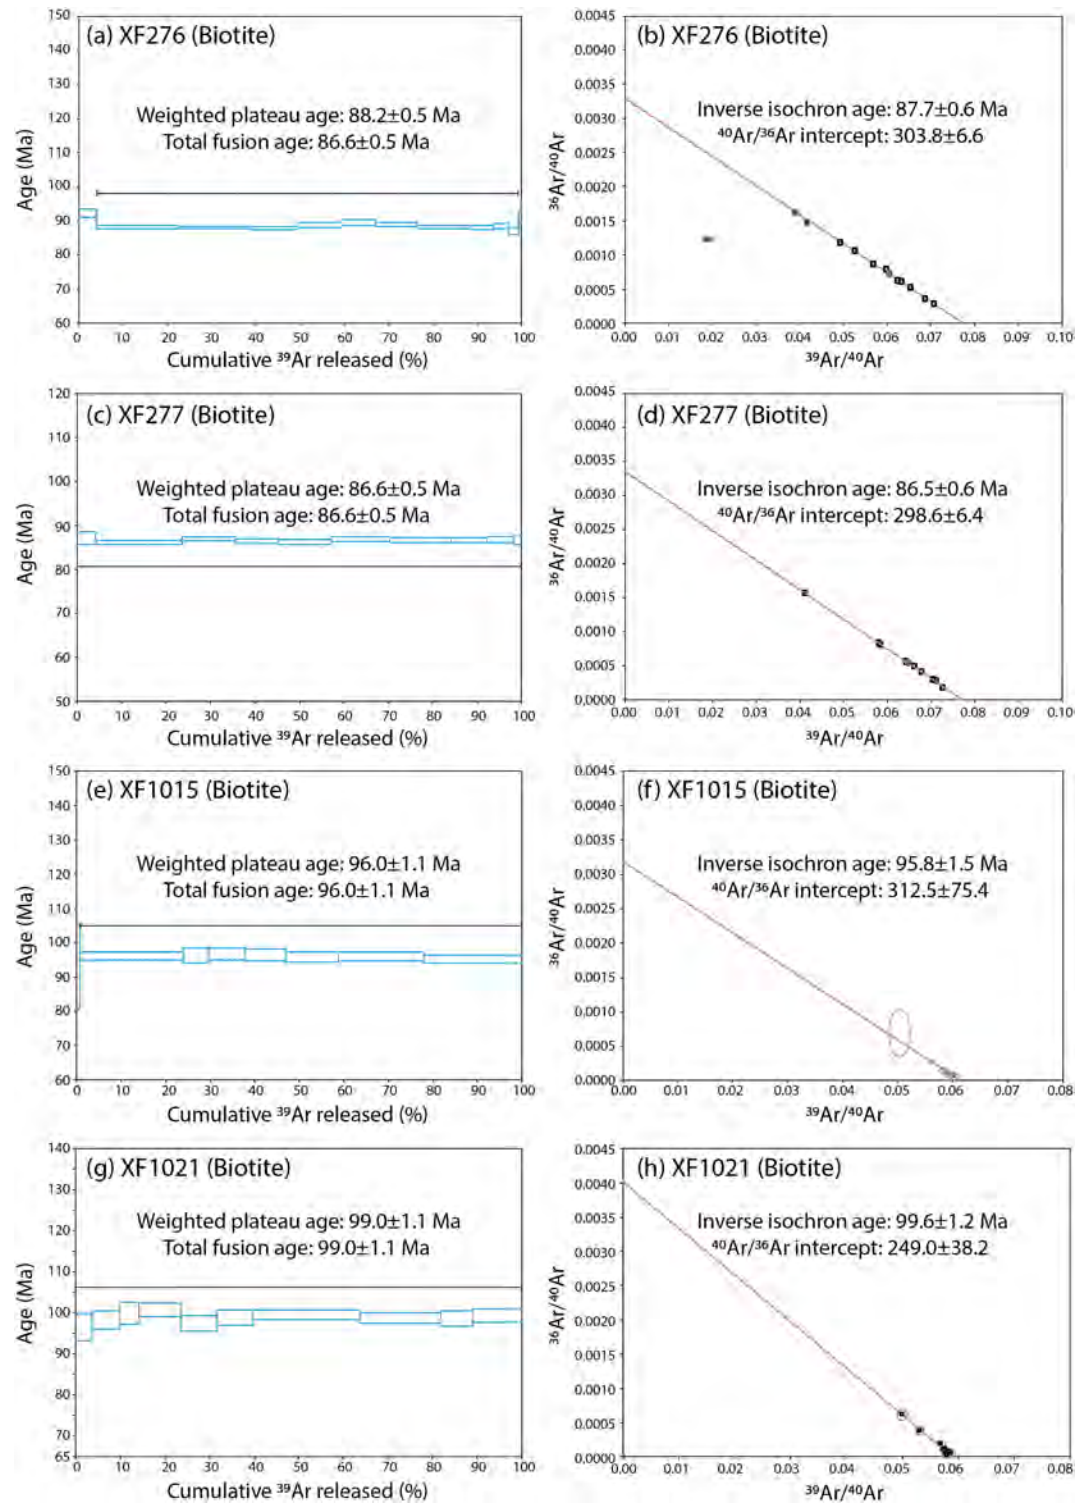 (a) XF276 (Biotite)
Weighted plateau age: 88.2±0.5 Ma
Total fusion age: 86.6±0.5 Ma
Age (Ma)
150
140
130
120
110
100
90
80
70
60
0 10 20 30 40 50 60 70 80 90 100
Cumulative ³⁹Ar released (%)
(b) XF276 (Biotite)
Inverse isochron age: 87.7±0.6 Ma
⁴⁰Ar/³⁶Ar intercept: 303.8±6.6
³⁶Ar/⁴⁰Ar
0.0045
0.0040
0.0035
0.0030
0.0025
0.0020
0.0015
0.0010
0.0005
0.0000
0.00 0.01 0.02 0.03 0.04 0.05 0.06 0.07 0.08 0.09 0.10
³⁹Ar/⁴⁰Ar
(c) XF277 (Biotite)
Weighted plateau age: 86.6±0.5 Ma
Total fusion age: 86.6±0.5 Ma
Age (Ma)
120
110
100
90
80
70
60
50
0 10 20 30 40 50 60 70 80 90 100
Cumulative ³⁹Ar released (%)
(d) XF277 (Biotite)
Inverse isochron age: 86.5±0.6 Ma
⁴⁰Ar/³⁶Ar intercept: 298.6±6.4
³⁶Ar/⁴⁰Ar
0.0045
0.0040
0.0035
0.0030
0.0025
0.0020
0.0015
0.0010
0.0005
0.0000
0.00 0.01 0.02 0.03 0.04 0.05 0.06 0.07 0.08 0.09 0.10
³⁹Ar/⁴⁰Ar
(e) XF1015 (Biotite)
Weighted plateau age: 96.0±1.1 Ma
Total fusion age: 96.0±1.1 Ma
Age (Ma)
150
140
130
120
110
100
90
80
70
60
0 10 20 30 40 50 60 70 80 90 100
Cumulative ³⁹Ar released (%)
(f) XF1015 (Biotite)
Inverse isochron age: 95.8±1.5 Ma
⁴⁰Ar/³⁶Ar intercept: 312.5±75.4
³⁶Ar/⁴⁰Ar
0.0045
0.0040
0.0035
0.0030
0.0025
0.0020
0.0015
0.0010
0.0005
0.0000
0.00 0.01 0.02 0.03 0.04 0.05 0.06 0.07 0.08
³⁹Ar/⁴⁰Ar
(g) XF1021 (Biotite)
Weighted plateau age: 99.0±1.1 Ma
Total fusion age: 99.0±1.1 Ma
Age (Ma)
140
130
120
110
100
90
80
70
65
0 10 20 30 40 50 60 70 80 90 100
Cumulative ³⁹Ar released (%)
(h) XF1021 (Biotite)
Inverse isochron age: 99.6±1.2 Ma
⁴⁰Ar/³⁶Ar intercept: 249.0±38.2
³⁶Ar/⁴⁰Ar
0.0045
0.0040
0.0035
0.0030
0.0025
0.0020
0.0015
0.0010
0.0005
0.0000
0.00 0.01 0.02 0.03 0.04 0.05 0.06 0.07 0.08
³⁹Ar/⁴⁰Ar